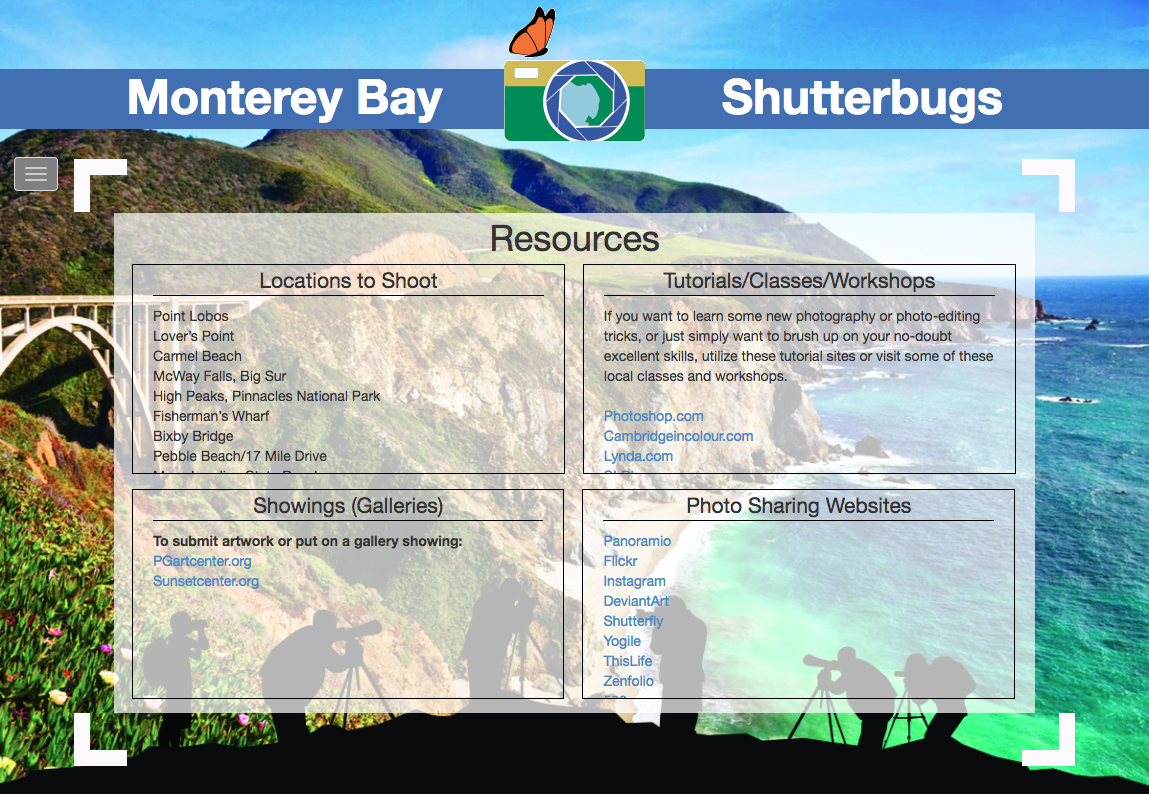 Monterey Bay Shutterbugs
Resources
Locations to Shoot
Point Lobos
Lover’s Point
Carmel Beach
McWay Falls, Big Sur
High Peaks, Pinnacles National Park
Fisherman’s Wharf
Bixby Bridge
Pebble Beach/17 Mile Drive
Tutorials/Classes/Workshops
If you want to learn some new photography or photo-editing
tricks, or just simply want to brush up on your no-doubt
excellent skills, utilize these tutorial sites or visit some of these
local classes and workshops.
Photoshop.com
Cambridgeincolour.com
Lynda.com
Showings (Galleries)
To submit artwork or put on a gallery showing:
PGartcenter.org
Sunsetcenter.org
Photo Sharing Websites
Panoramio
Flickr
Instagram
DeviantArt
Shutterfly
Yogile
ThisLife
Zenfolio